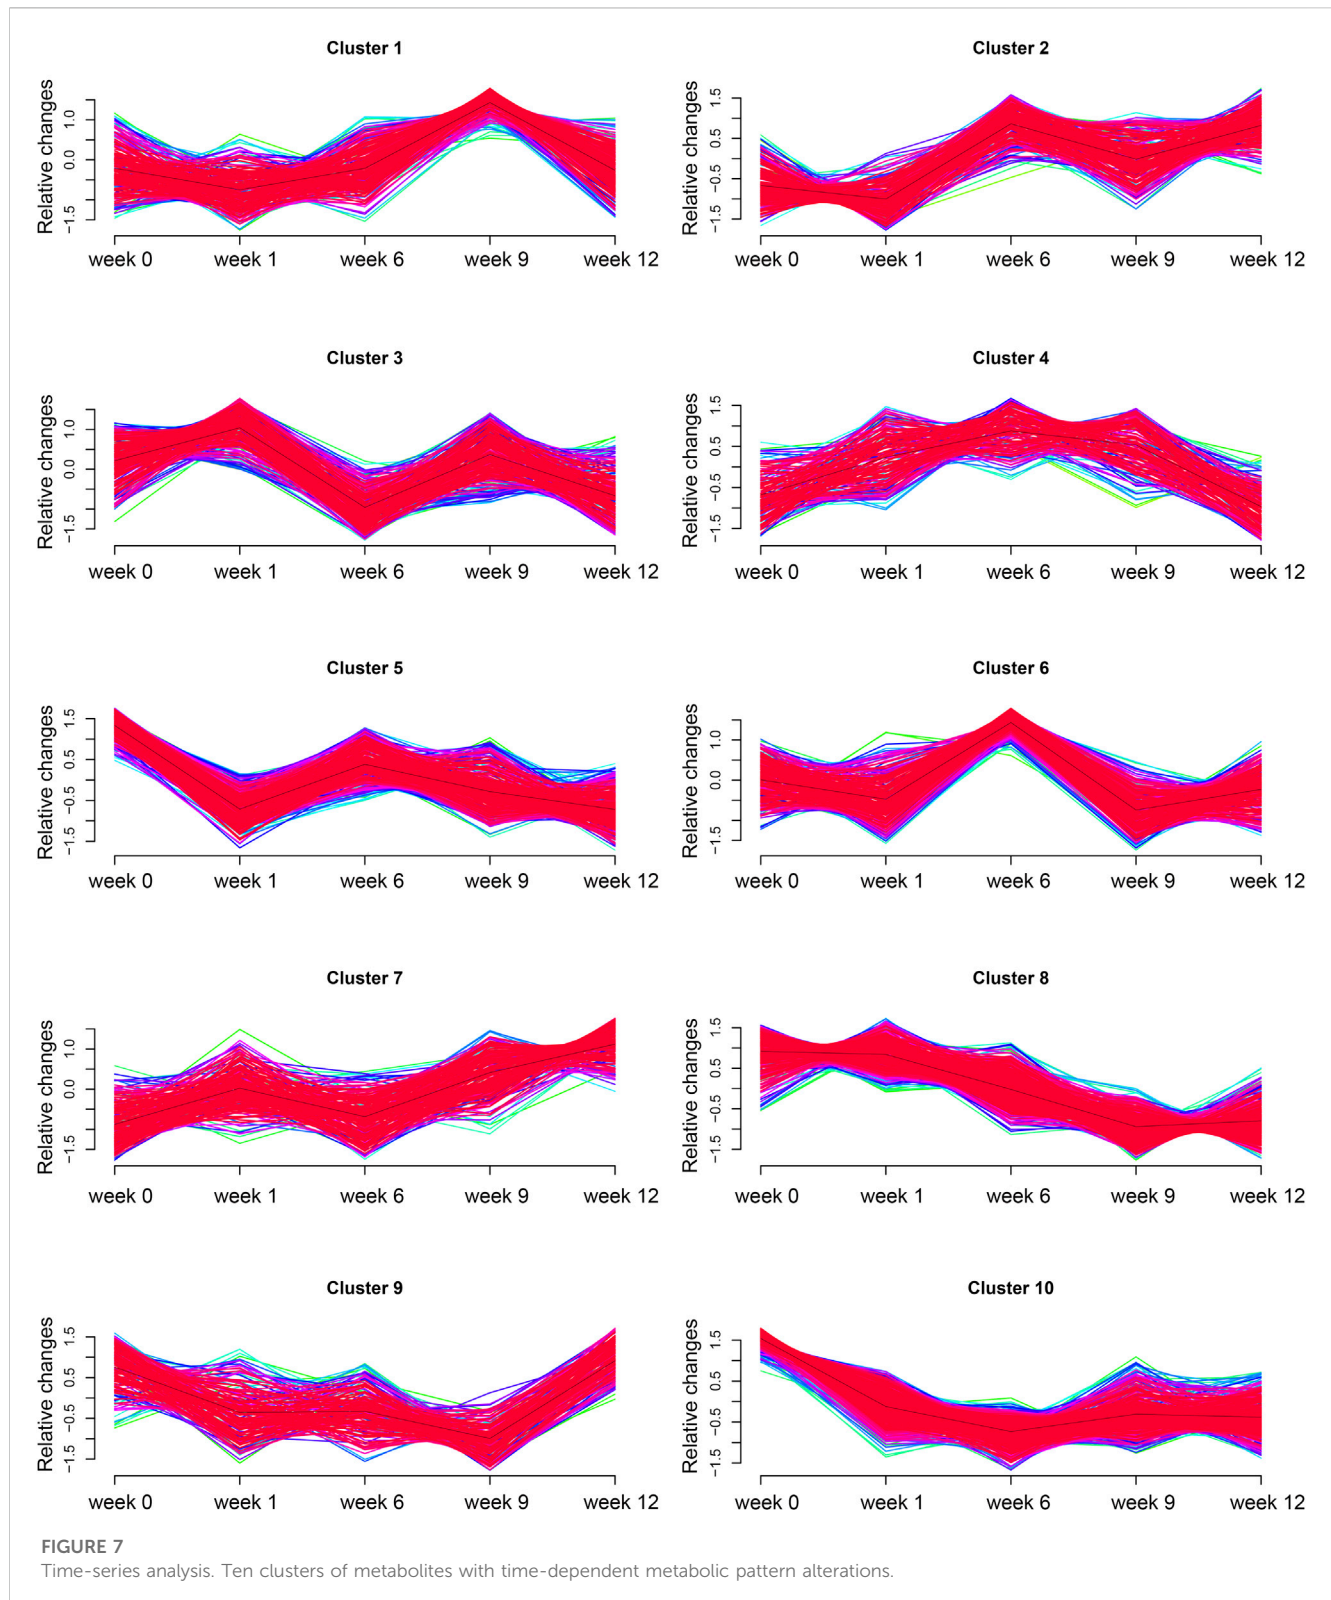 Cluster 1
Relative changes
1.0
0.0
−1.5
week 0 week 1 week 6 week 9 week 12
Cluster 2
Relative changes
1.5
0.5
−0.5
−1.5
week 0 week 1 week 6 week 9 week 12
Cluster 3
Relative changes
1.0
0.0
−1.5
week 0 week 1 week 6 week 9 week 12
Cluster 4
Relative changes
1.5
0.5
−0.5
−1.5
week 0 week 1 week 6 week 9 week 12
Cluster 5
Relative changes
1.5
0.5
−0.5
−1.5
week 0 week 1 week 6 week 9 week 12
Cluster 6
Relative changes
1.0
0.0
−1.5
week 0 week 1 week 6 week 9 week 12
Cluster 7
Relative changes
1.0
0.0
−1.5
week 0 week 1 week 6 week 9 week 12
Cluster 8
Relative changes
1.5
0.5
−0.5
−1.5
week 0 week 1 week 6 week 9 week 12
Cluster 9
Relative changes
1.5
0.5
−0.5
−1.5
week 0 week 1 week 6 week 9 week 12
Cluster 10
Relative changes
1.5
0.5
−0.5
−1.5
week 0 week 1 week 6 week 9 week 12
FIGURE 7
Time-series analysis. Ten clusters of metabolites with time-dependent metabolic pattern alterations.